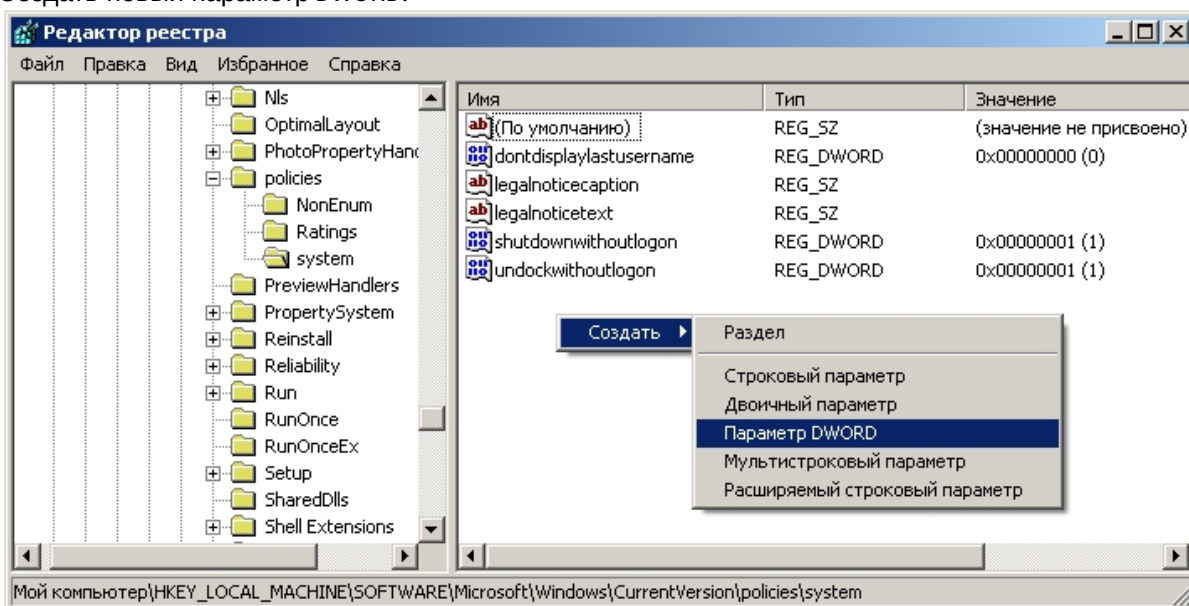 Создать новый параметр DWORD:
Редактор реестра
Файл Правка Вид Избранное Справка
Nls
OptimalLayout
PhotoPropertyHand
policies
NonEnum
Ratings
system
PreviewHandlers
PropertySystem
Reinstall
Reliability
Run
RunOnce
RunOnceEx
Setup
SharedDlls
Shell Extensions
Имя Тип Значение
(По умолчанию) REG_SZ (значение не присвоено)
dontdisplaylastusername REG_DWORD 0x00000000 (0)
legalnoticecaption REG_SZ
legalnoticetext REG_SZ
shutdownwithoutlogon REG_DWORD 0x00000001 (1)
undockwithoutlogon REG_DWORD 0x00000001 (1)
Создать
Раздел
Строковый параметр
Двоичный параметр
Параметр DWORD
Мультистроковый параметр
Расширяемый строковый параметр
Мой компьютер\HKEY_LOCAL_MACHINE\SOFTWARE\Microsoft\Windows\CurrentVersion\policies\system